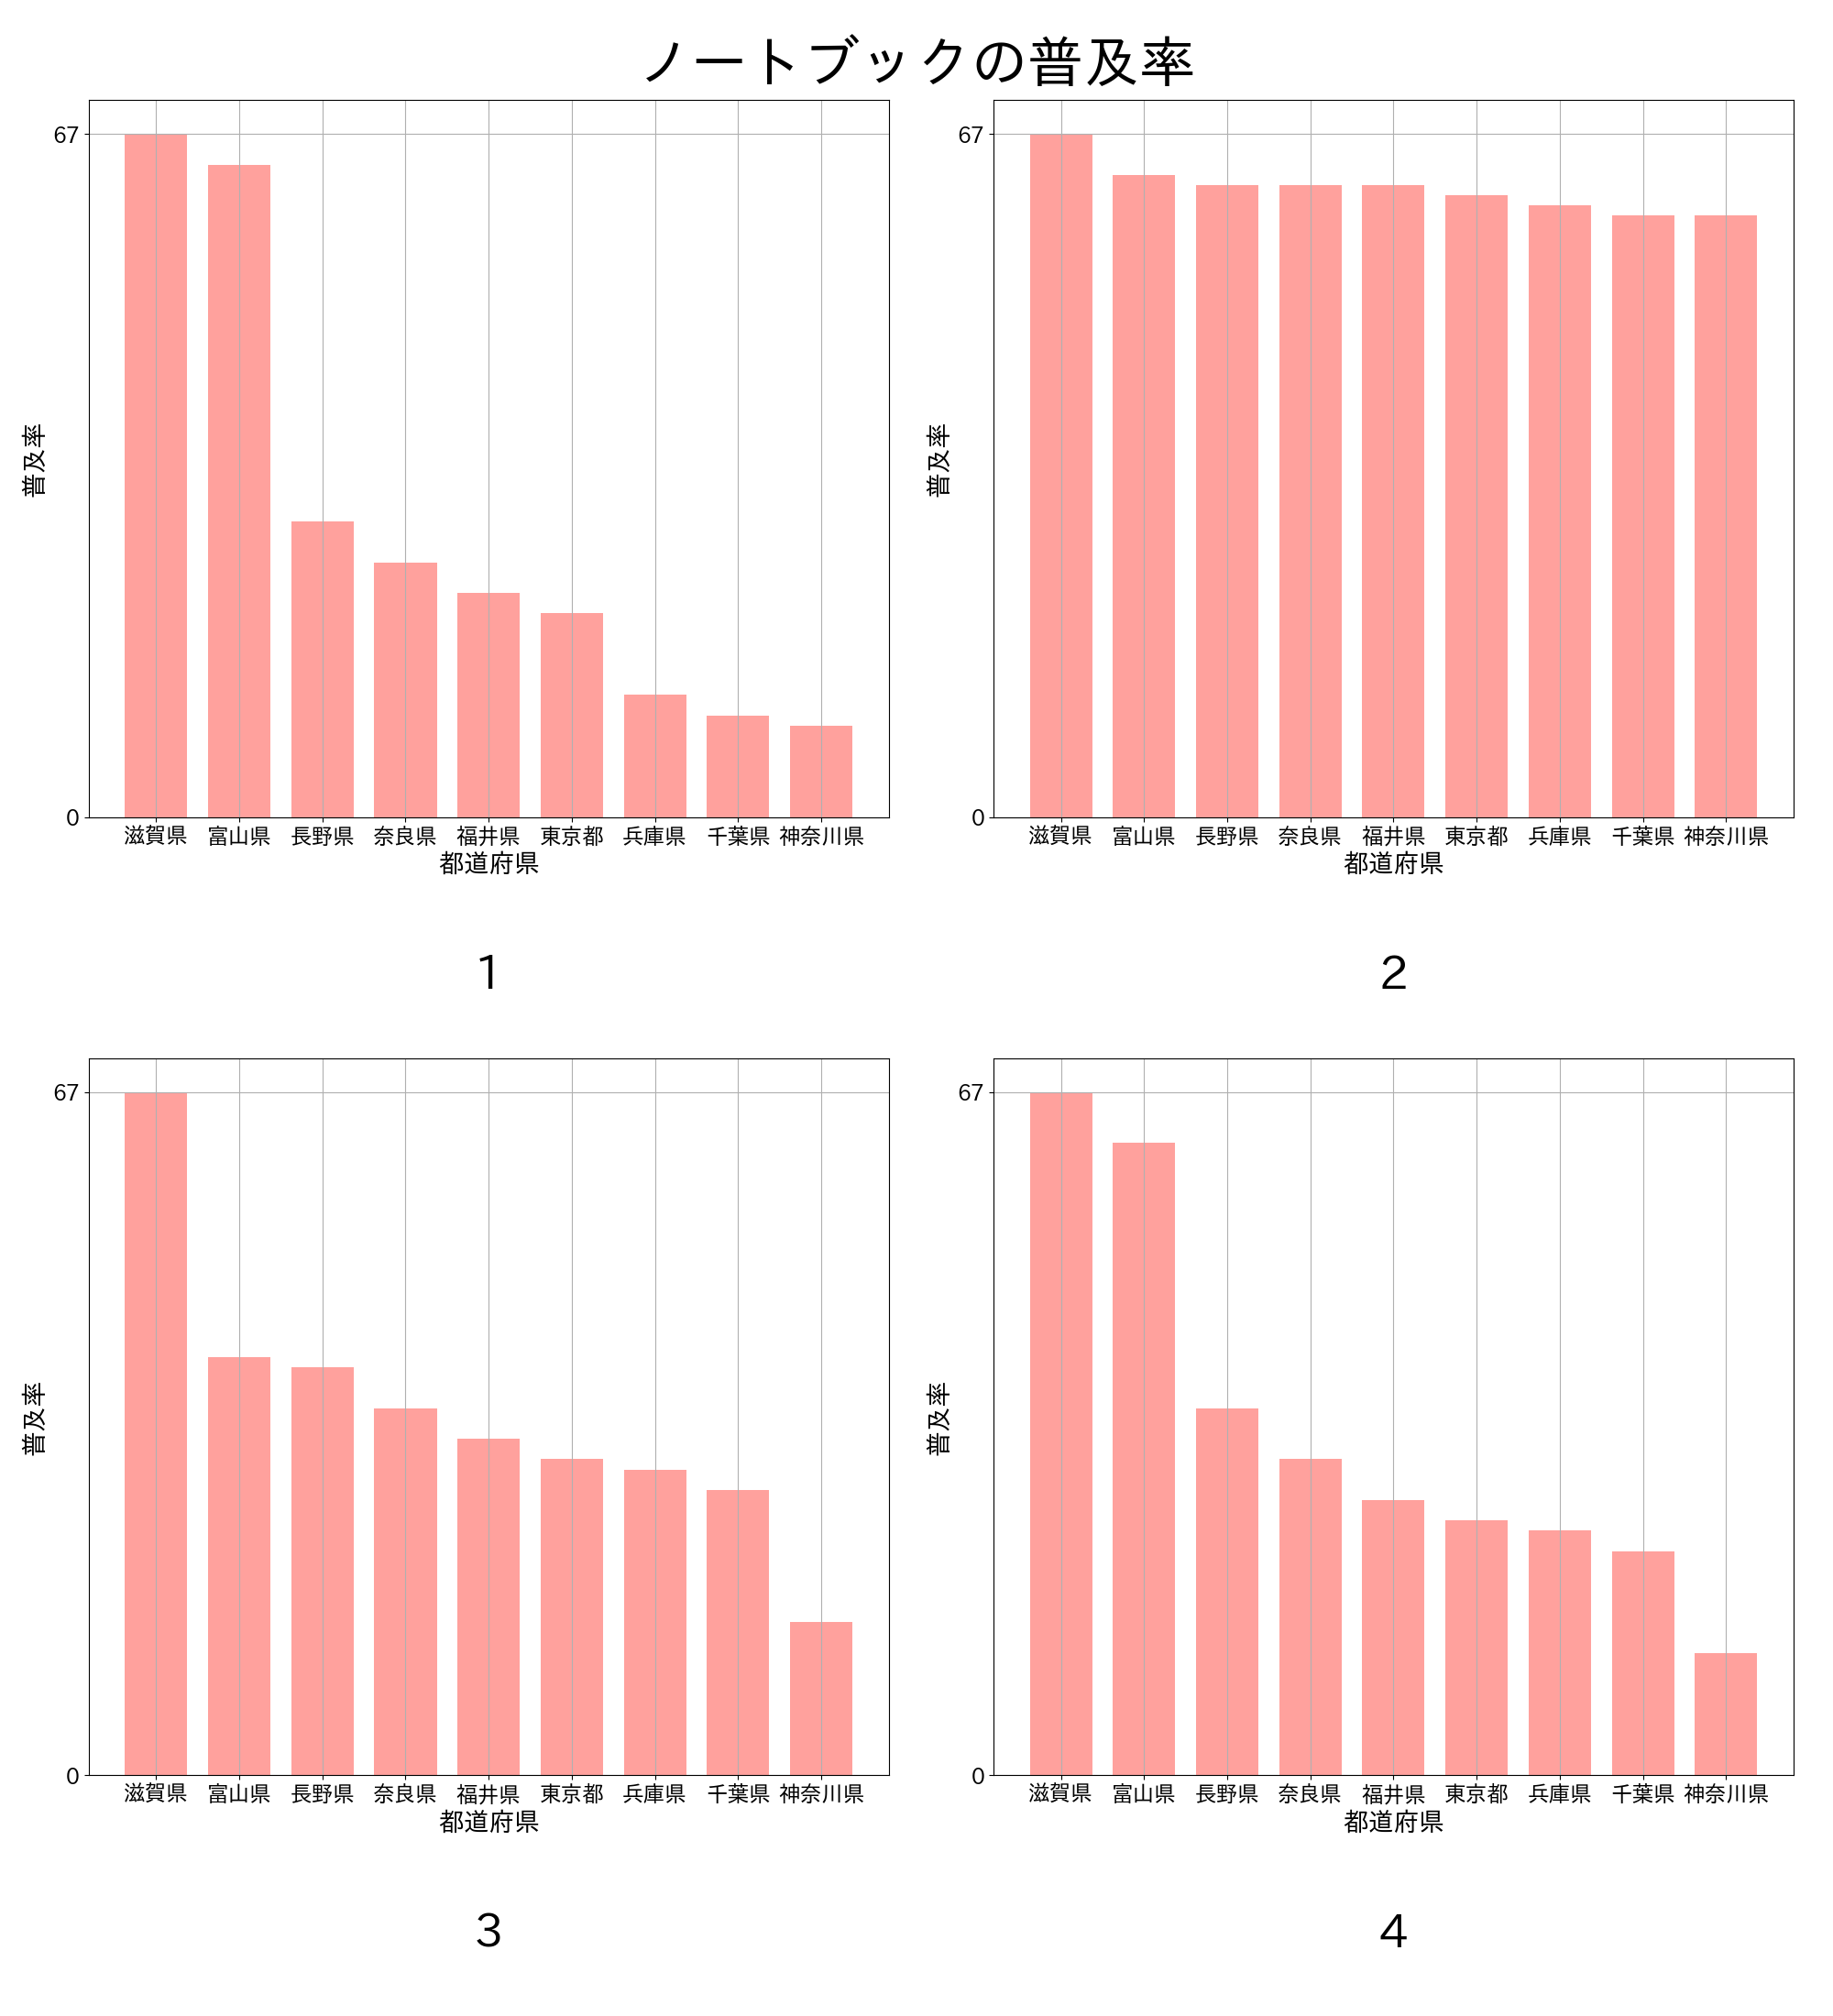 ノートブックの普及率
67
0
普及率
滋賀県 富山県 長野県 奈良県 福井県 東京都 兵庫県 千葉県 神奈川県
都道府県
1
67
0
普及率
滋賀県 富山県 長野県 奈良県 福井県 東京都 兵庫県 千葉県 神奈川県
都道府県
2
67
0
普及率
滋賀県 富山県 長野県 奈良県 福井県 東京都 兵庫県 千葉県 神奈川県
都道府県
3
67
0
普及率
滋賀県 富山県 長野県 奈良県 福井県 東京都 兵庫県 千葉県 神奈川県
都道府県
4